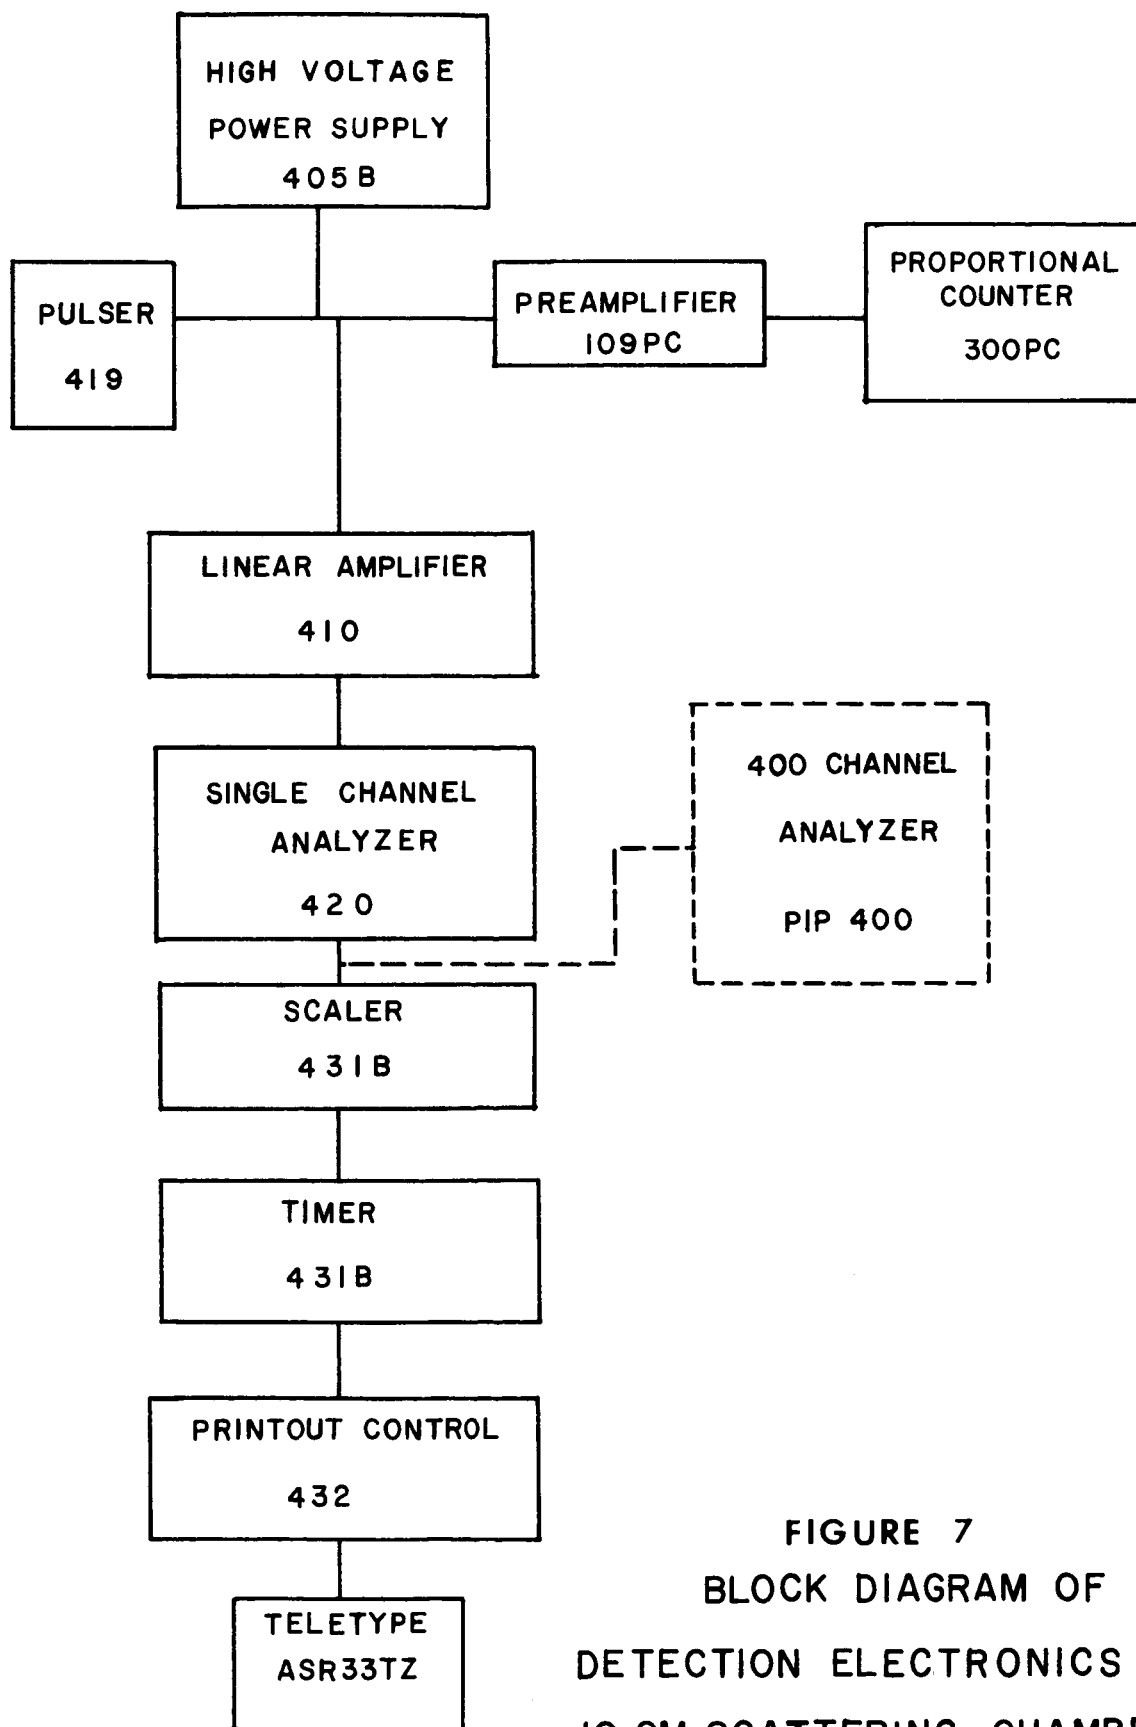 HIGH VOLTAGE
POWER SUPPLY
405B
PULSER
419
PREAMPLIFIER
109PC
PROPORTIONAL
COUNTER
300PC
LINEAR AMPLIFIER
410
SINGLE CHANNEL
ANALYZER
420
400 CHANNEL
ANALYZER
PIP 400
SCALER
431B
TIMER
431B
PRINTOUT CONTROL
432
TELETYPE
ASR33TZ
FIGURE 7
BLOCK DIAGRAM OF
DETECTION ELECTRONICS
SCATTERING